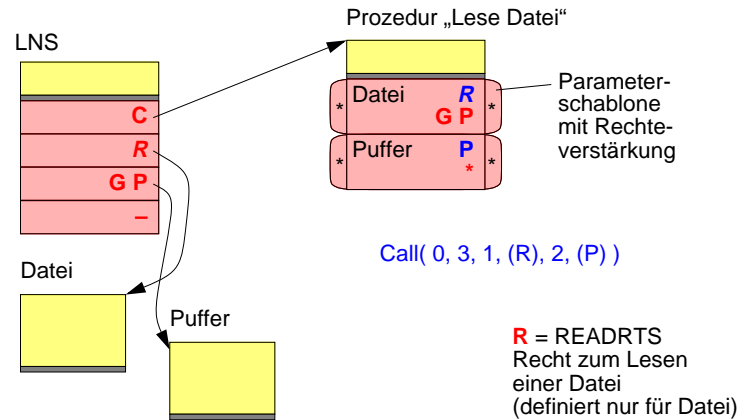 Prozedur „Lese Datei“
LNS
C
R
G P
–
* Datei R *
G P
* Puffer P *
*
Parameter-
schablone
mit Rechte-
verstärkung
Call( 0, 3, 1, (R), 2, (P) )
Datei
Puffer
R = READRTS
Recht zum Lesen
einer Datei
(definiert nur für Datei)